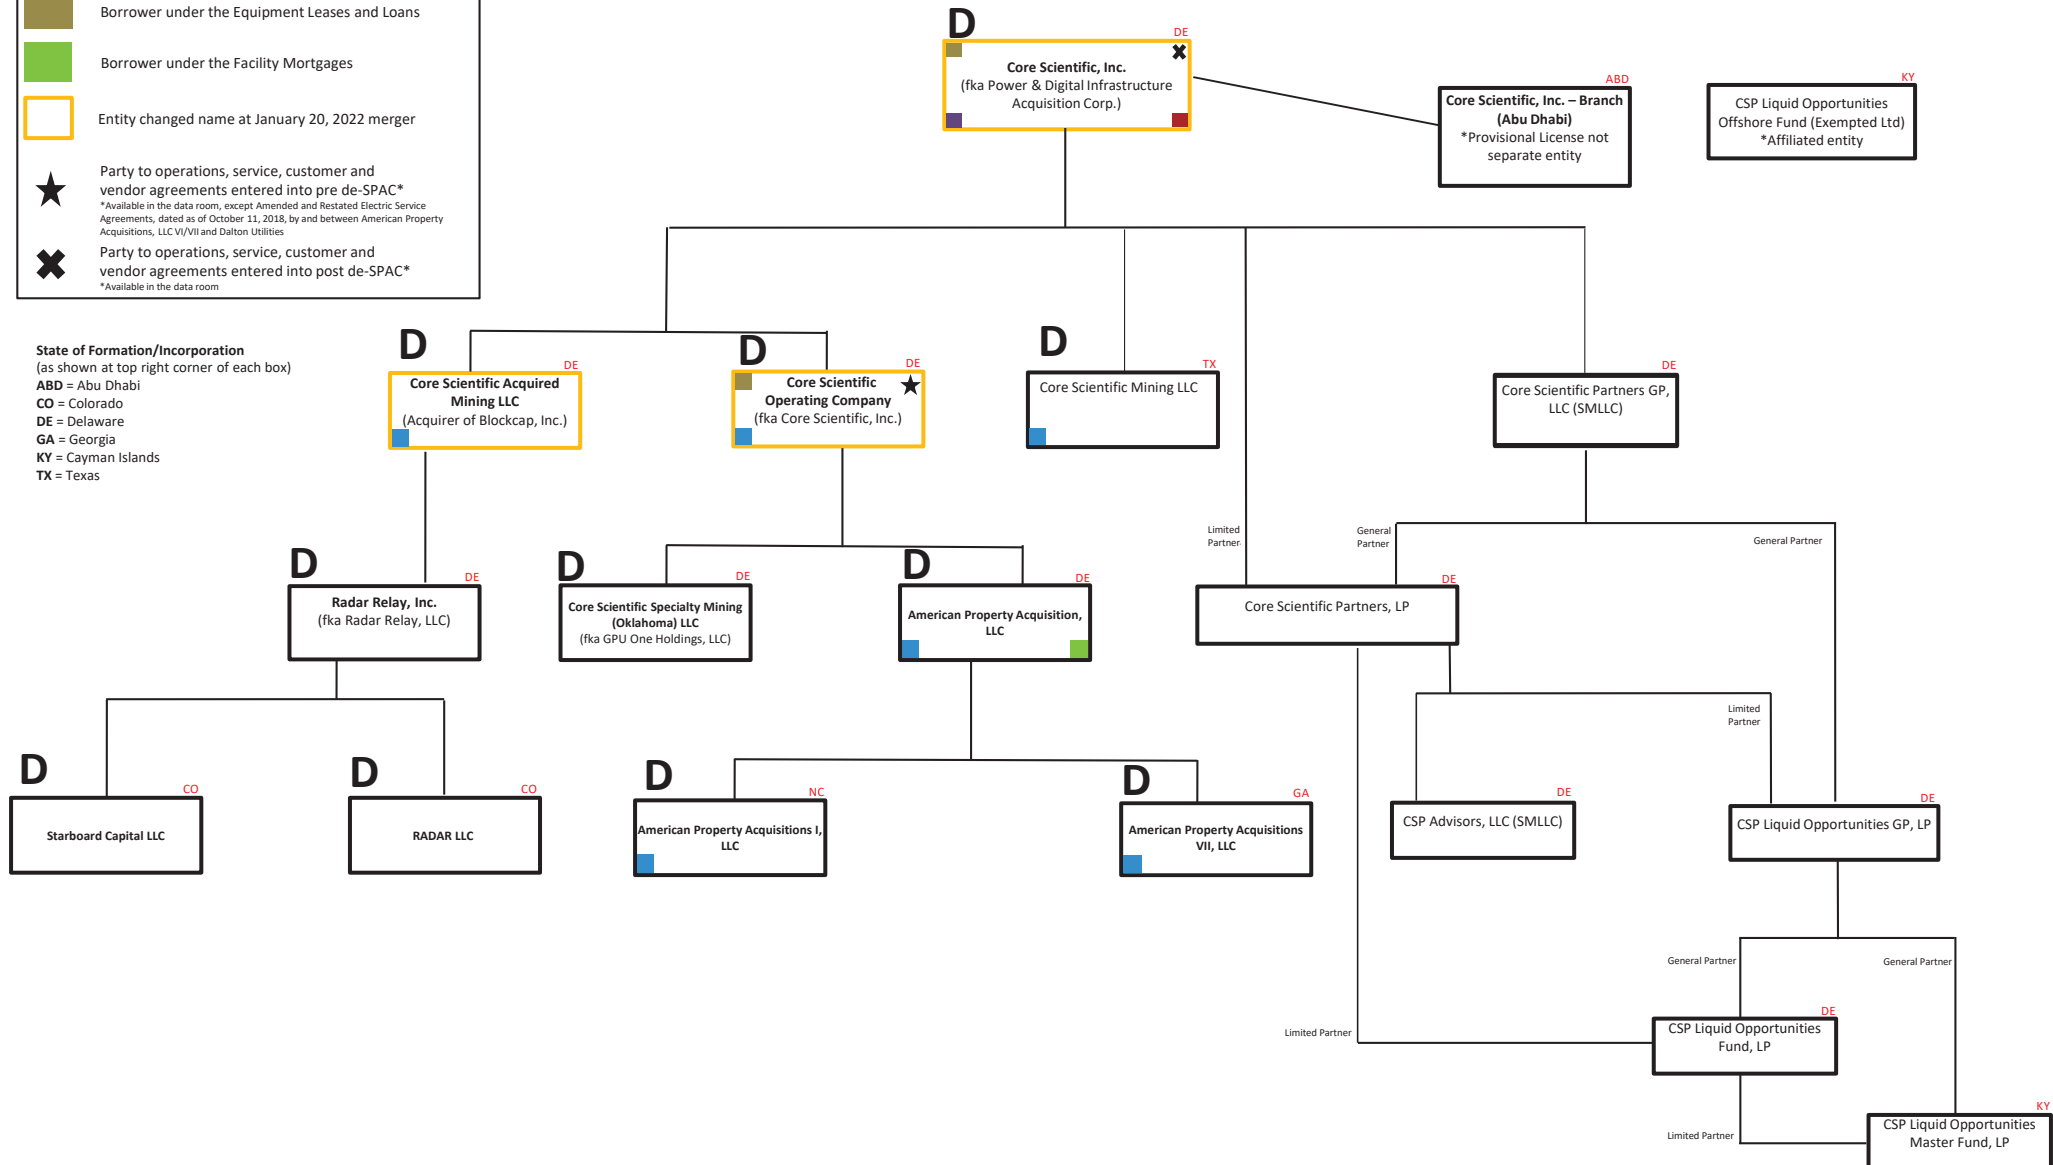 Borrower under the Equipment Leases and Loans
Borrower under the Facility Mortgages
Entity changed name at January 20, 2022 merger
Party to operations, service, customer and
vendor agreements entered into pre de-SPAC*
*Available in the data room, except Amended and Restated Electric Service
Agreements, dated as of October 11, 2018, by and between American Property
Acquisitions, LLC VI/VII and Dalton Utilities
Party to operations, service, customer and
vendor agreements entered into post de-SPAC*
*Available in the data room
State of Formation/Incorporation
(as shown at top right corner of each box)
ABD = Abu Dhabi
CO = Colorado
DE = Delaware
GA = Georgia
KY = Cayman Islands
TX = Texas
D
DE
Core Scientific, Inc.
(fka Power & Digital Infrastructure
Acquisition Corp.)
ABD
Core Scientific, Inc. – Branch
(Abu Dhabi)
*Provisional License not
separate entity
KY
CSP Liquid Opportunities
Offshore Fund (Exempted Ltd)
*Affiliated entity
D
DE
Core Scientific Acquired
Mining LLC
(Acquirer of Blockcap, Inc.)
D
DE
Core Scientific
Operating Company
(fka Core Scientific, Inc.)
D
TX
Core Scientific Mining LLC
DE
Core Scientific Partners GP,
LLC (SMLLC)
Limited
Partner
General
Partner
General Partner
D
DE
Radar Relay, Inc.
(fka Radar Relay, LLC)
D
DE
Core Scientific Specialty Mining
(Oklahoma) LLC
(fka GPU One Holdings, LLC)
D
DE
American Property Acquisition,
LLC
DE
Core Scientific Partners, LP
Limited
Partner
D
CO
Starboard Capital LLC
D
CO
RADAR LLC
D
NC
American Property Acquisitions I,
LLC
D
GA
American Property Acquisitions
VII, LLC
DE
CSP Advisors, LLC (SMLLC)
DE
CSP Liquid Opportunities GP, LP
General Partner
General Partner
Limited Partner
DE
CSP Liquid Opportunities
Fund, LP
Limited Partner
KY
CSP Liquid Opportunities
Master Fund, LP